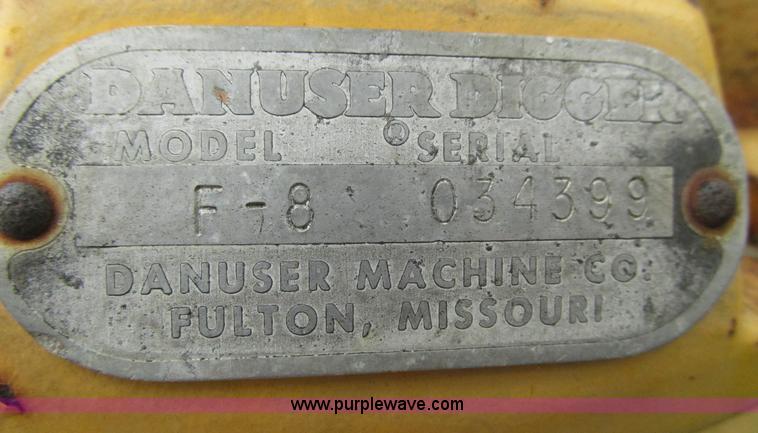 DANUSER DIGGER
MODEL ® SERIAL
F-8 034399
DANUSER MACHINE CO.
FULTON, MISSOURI
www.purplewave.com